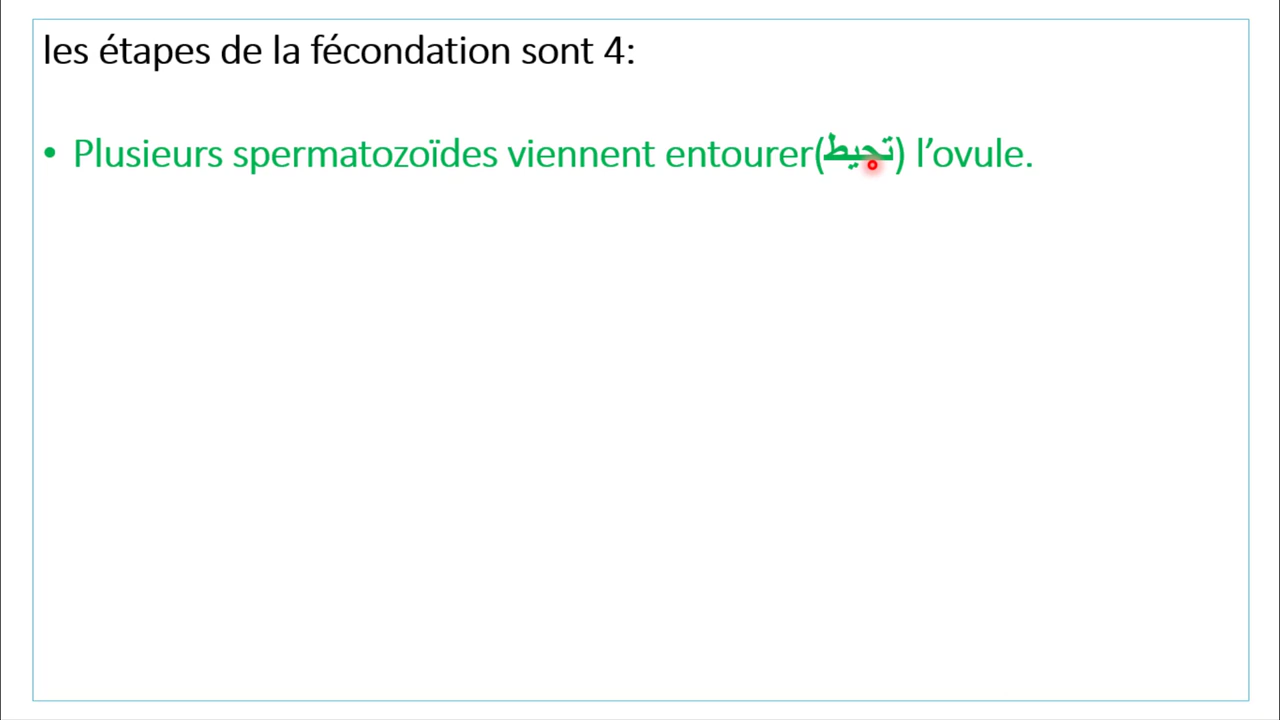 les étapes de la fécondation sont 4:
• Plusieurs spermatozoïdes viennent entourer(تحيط) l’ovule.